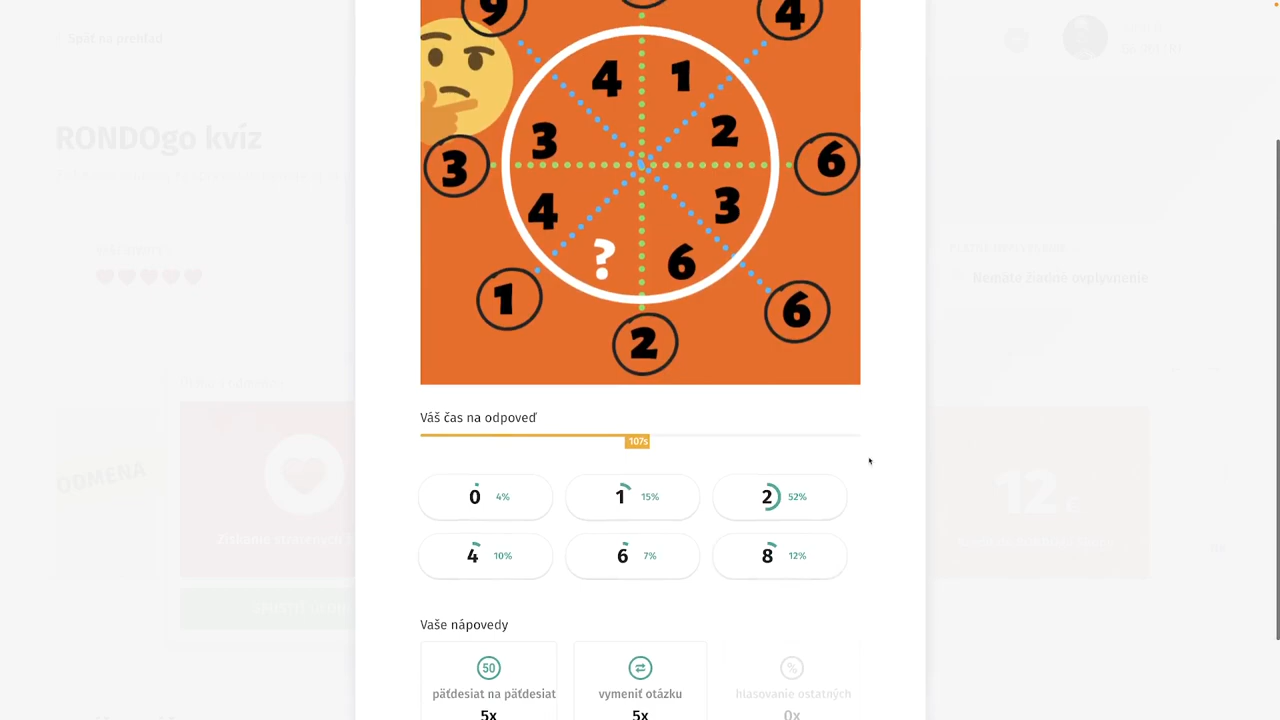 9 4
Späť na prehľad
4 1
RONDOgo kvíz
3 2
3 6
4 3
? 6
1 6
2
Nemáte žiadne ovplyvnenie
Váš čas na odpoveď
107s
ODMENA
0 4% 1 15% 2 52%
12 €
4 10% 6 7% 8 12%
Vaše nápovedy
50
päťdesiat na päťdesiat
vymeniť otázku
%
hlasovanie ostatných
5x 5x 0x